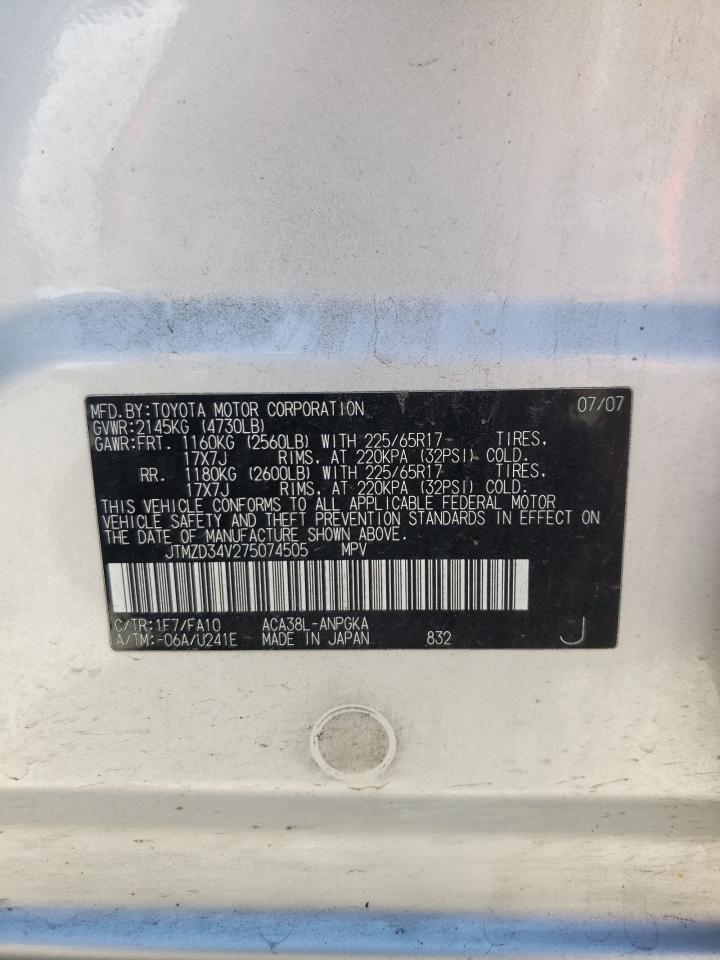 MFD.BY:TOYOTA MOTOR CORPORATION 07/07
GVWR:2145KG (4730LB)
GAWR:FRT. 1160KG (2560LB) WITH 225/65R17 TIRES.
17X7J RIMS. AT 220KPA (32PSI) COLD.
RR. 1180KG (2600LB) WITH 225/65R17 TIRES.
17X7J RIMS. AT 220KPA (32PSI) COLD.
THIS VEHICLE CONFORMS TO ALL APPLICABLE FEDERAL MOTOR
VEHICLE SAFETY AND THEFT PREVENTION STANDARDS IN EFFECT ON
THE DATE OF MANUFACTURE SHOWN ABOVE.
JTMZD34V275074505 MPV
C/TR:1F7/FA10 ACA38L-ANPGKA
A/TM:-06A/U241E MADE IN JAPAN 832 J